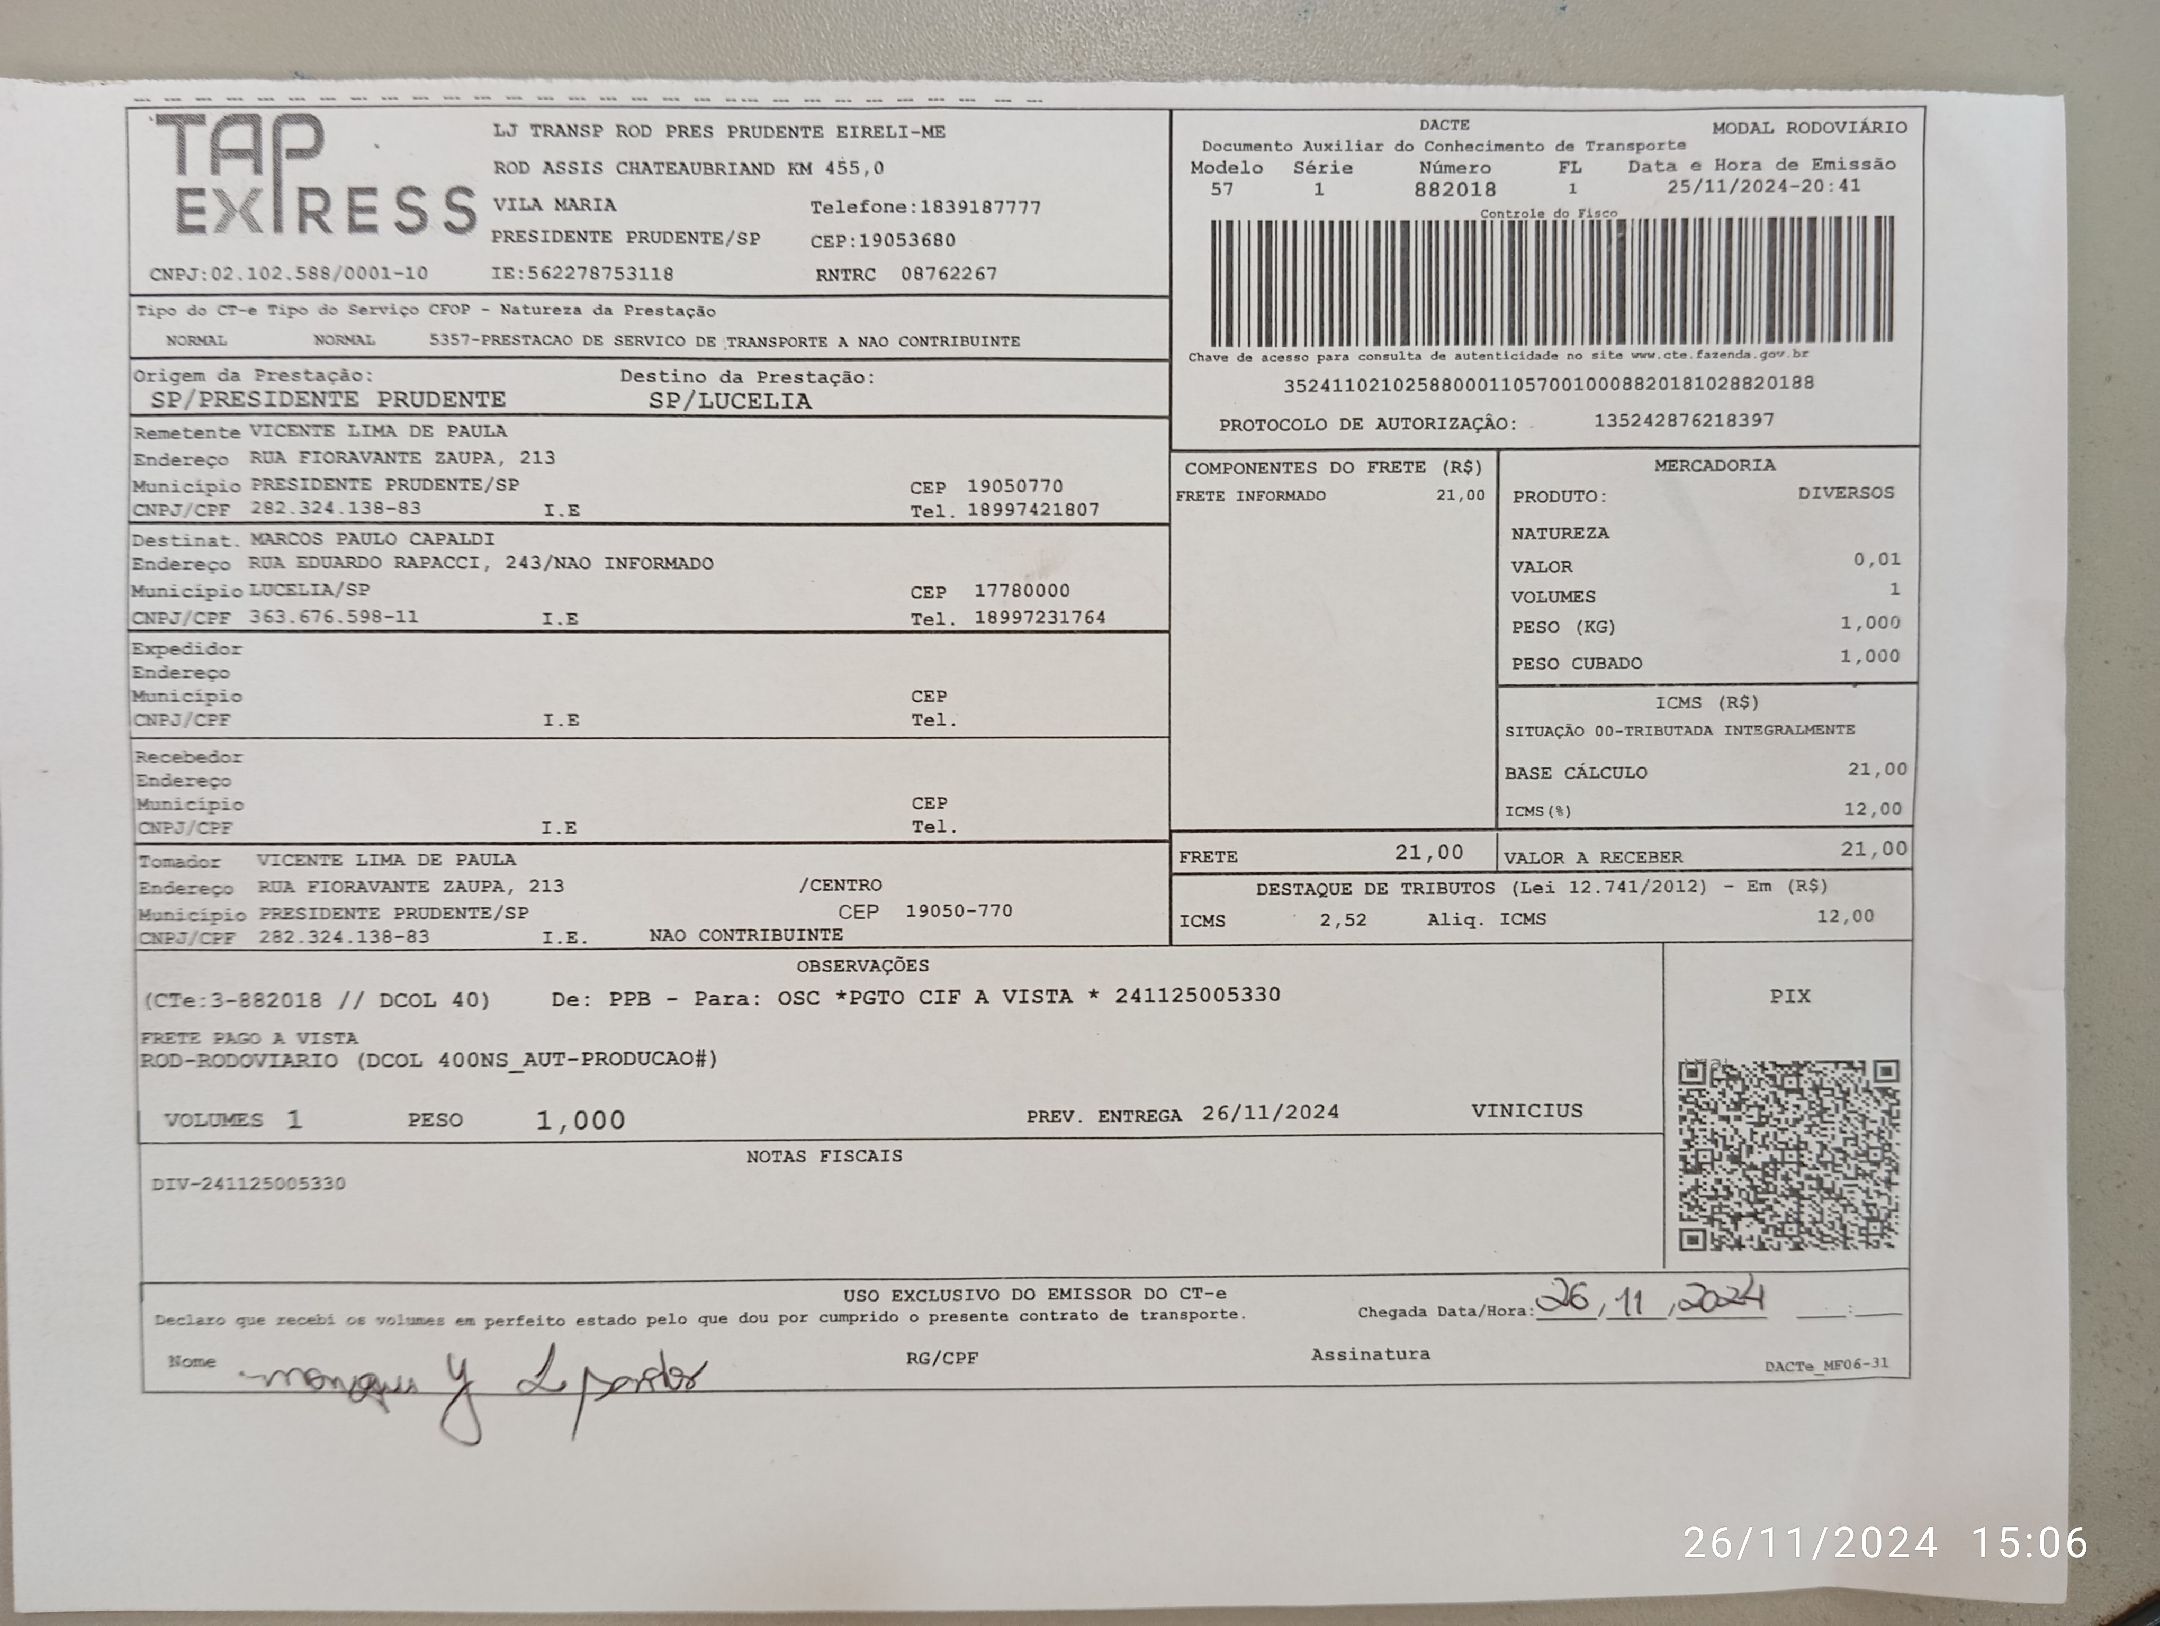 TAP
EXPRESS
LJ TRANSP ROD PRES PRUDENTE EIRELI-ME
ROD ASSIS CHATEAUBRIAND KM 455,0
VILA MARIA Telefone:1839187777
PRESIDENTE PRUDENTE/SP CEP:19053680
CNPJ:02.102.588/0001-10 IE:562278753118 RNTRC 08762267
DACTE MODAL RODOVIÁRIO
Documento Auxiliar do Conhecimento de Transporte
Modelo Série Número FL Data e Hora de Emissão
57 1 882018 1 25/11/2024-20:41
Controle do Fisco
Chave de acesso para consulta de autenticidade no site www.cte.fazenda.gov.br
35241102102588000110570010008820181028820188
PROTOCOLO DE AUTORIZAÇÂO: 135242876218397
Tipo do CT-e Tipo do Serviço CFOP - Natureza da Prestação
NORMAL NORMAL 5357-PRESTACAO DE SERVICO DE TRANSPORTE A NAO CONTRIBUINTE
Origem da Prestação: Destino da Prestação:
SP/PRESIDENTE PRUDENTE SP/LUCELIA
Remetente VICENTE LIMA DE PAULA
Endereço RUA FIORAVANTE ZAUPA, 213
Município PRESIDENTE PRUDENTE/SP CEP 19050770
CNPJ/CPF 282.324.138-83 I.E Tel. 18997421807
Destinat. MARCOS PAULO CAPALDI
Endereço RUA EDUARDO RAPACCI, 243/NAO INFORMADO
Município LUCELIA/SP CEP 17780000
CNPJ/CPF 363.676.598-11 I.E Tel. 18997231764
Expedidor
Endereço
Município CEP
CNPJ/CPF I.E Tel.
Recebedor
Endereço
Município CEP
CNPJ/CPF I.E Tel.
Tomador VICENTE LIMA DE PAULA
Endereço RUA FIORAVANTE ZAUPA, 213 /CENTRO
Município PRESIDENTE PRUDENTE/SP CEP 19050-770
CNPJ/CPF 282.324.138-83 I.E. NAO CONTRIBUINTE
COMPONENTES DO FRETE (R$)
FRETE INFORMADO 21,00
MERCADORIA
PRODUTO: DIVERSOS
NATUREZA
VALOR 0,01
VOLUMES 1
PESO (KG) 1,000
PESO CUBADO 1,000
ICMS (R$)
SITUAÇÃO 00-TRIBUTADA INTEGRALMENTE
BASE CÁLCULO 21,00
ICMS(%) 12,00
FRETE 21,00 VALOR A RECEBER 21,00
DESTAQUE DE TRIBUTOS (Lei 12.741/2012) - Em (R$)
ICMS 2,52 Aliq. ICMS 12,00
OBSERVAÇÕES
(CTe:3-882018 // DCOL 40) De: PPB - Para: OSC *PGTO CIF A VISTA * 241125005330
FRETE PAGO A VISTA
ROD-RODOVIARIO (DCOL 400NS_AUT-PRODUCAO#)
VOLUMES 1 PESO 1,000 PREV. ENTREGA 26/11/2024 VINICIUS
PIX
NOTAS FISCAIS
DIV-241125005330
USO EXCLUSIVO DO EMISSOR DO CT-e
Declaro que recebi os volumes em perfeito estado pelo que dou por cumprido o presente contrato de transporte. Chegada Data/Hora: 26, 11, 2024 :
Nome RG/CPF Assinatura DACTe_MF06-31
26/11/2024 15:06